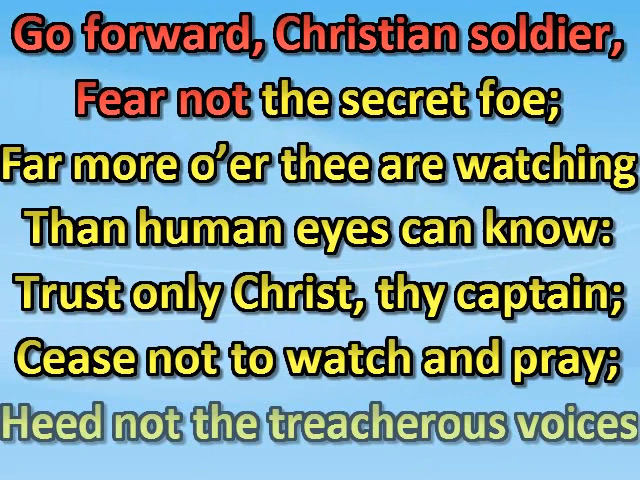 Go forward, Christian soldier,
Fear not the secret foe;
Far more o’er thee are watching
Than human eyes can know:
Trust only Christ, thy captain;
Cease not to watch and pray;
Heed not the treacherous voices